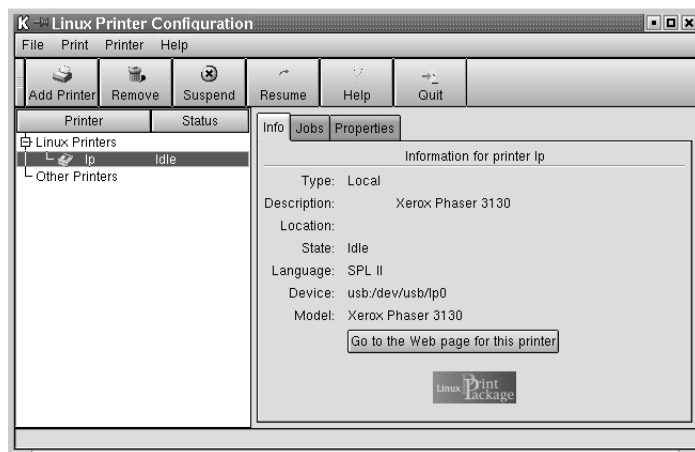 Linux Printer Configuration
File Print Printer Help
Add Printer Remove Suspend Resume Help Quit
Printer Status
Linux Printers
lp Idle
Other Printers
Info Jobs Properties
Information for printer lp
Type: Local
Description: Xerox Phaser 3130
Location:
State: Idle
Language: SPL II
Device: usb:/dev/usb/lp0
Model: Xerox Phaser 3130
Go to the Web page for this printer
Linux Print Package